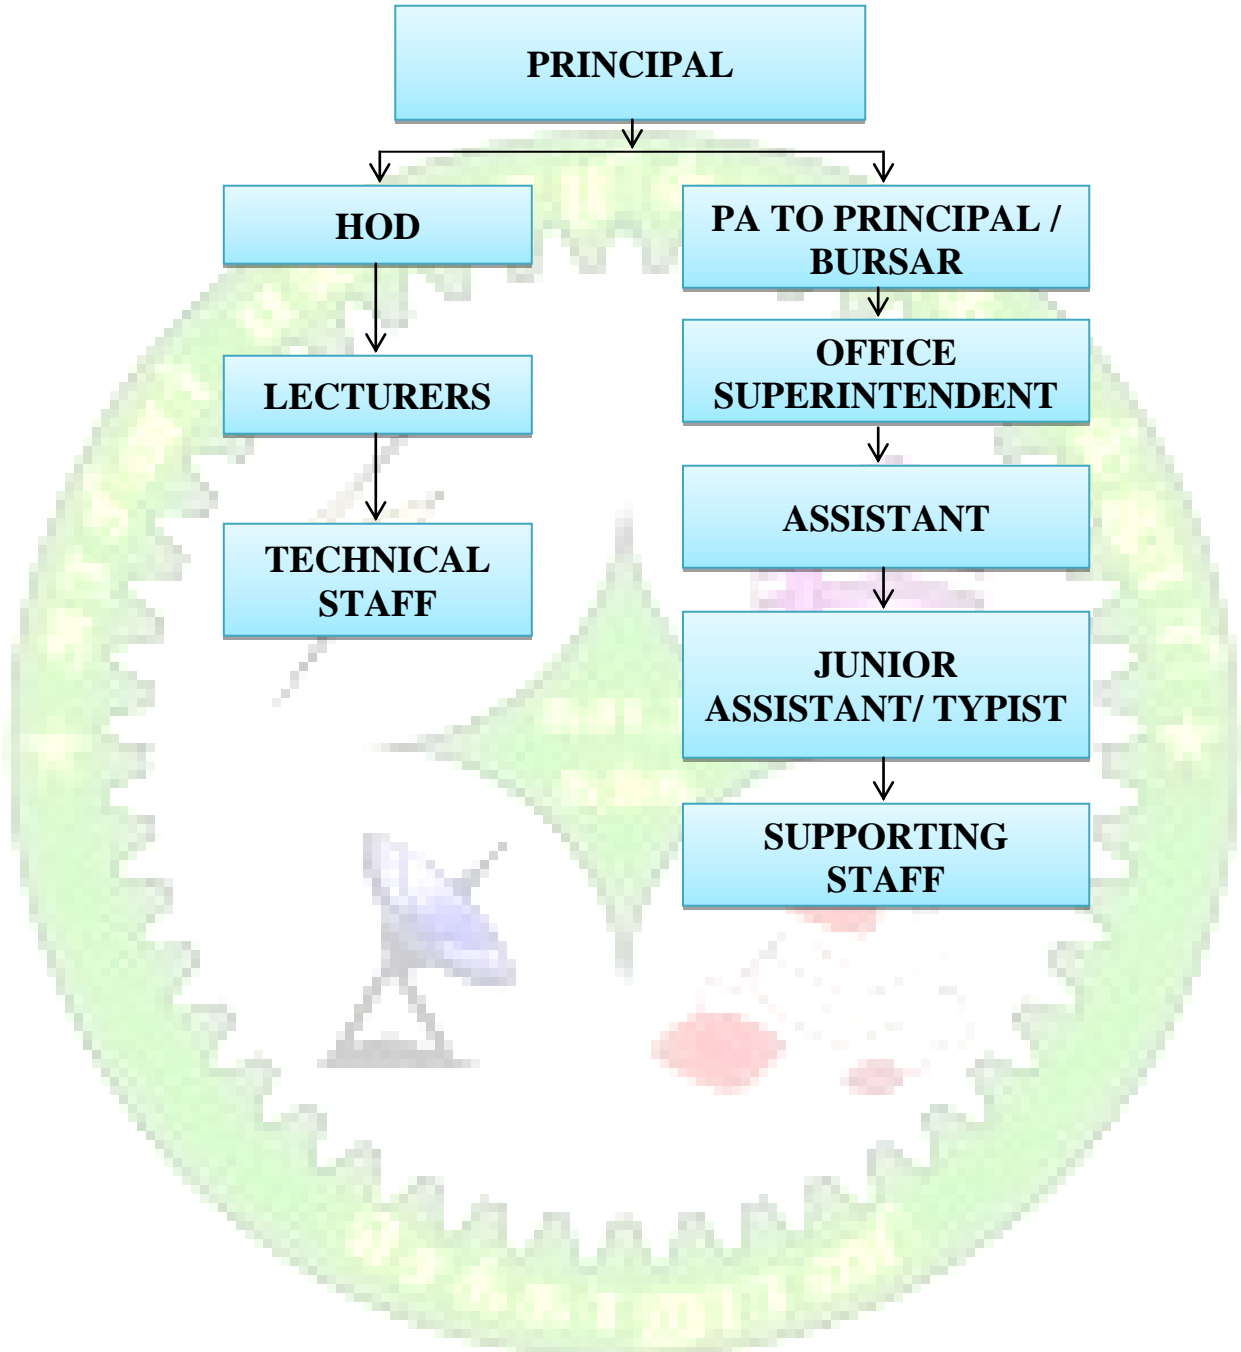 PRINCIPAL
HOD
PA TO PRINCIPAL /
BURSAR
OFFICE
SUPERINTENDENT
LECTURERS
ASSISTANT
TECHNICAL
STAFF
JUNIOR
ASSISTANT/ TYPIST
SUPPORTING
STAFF